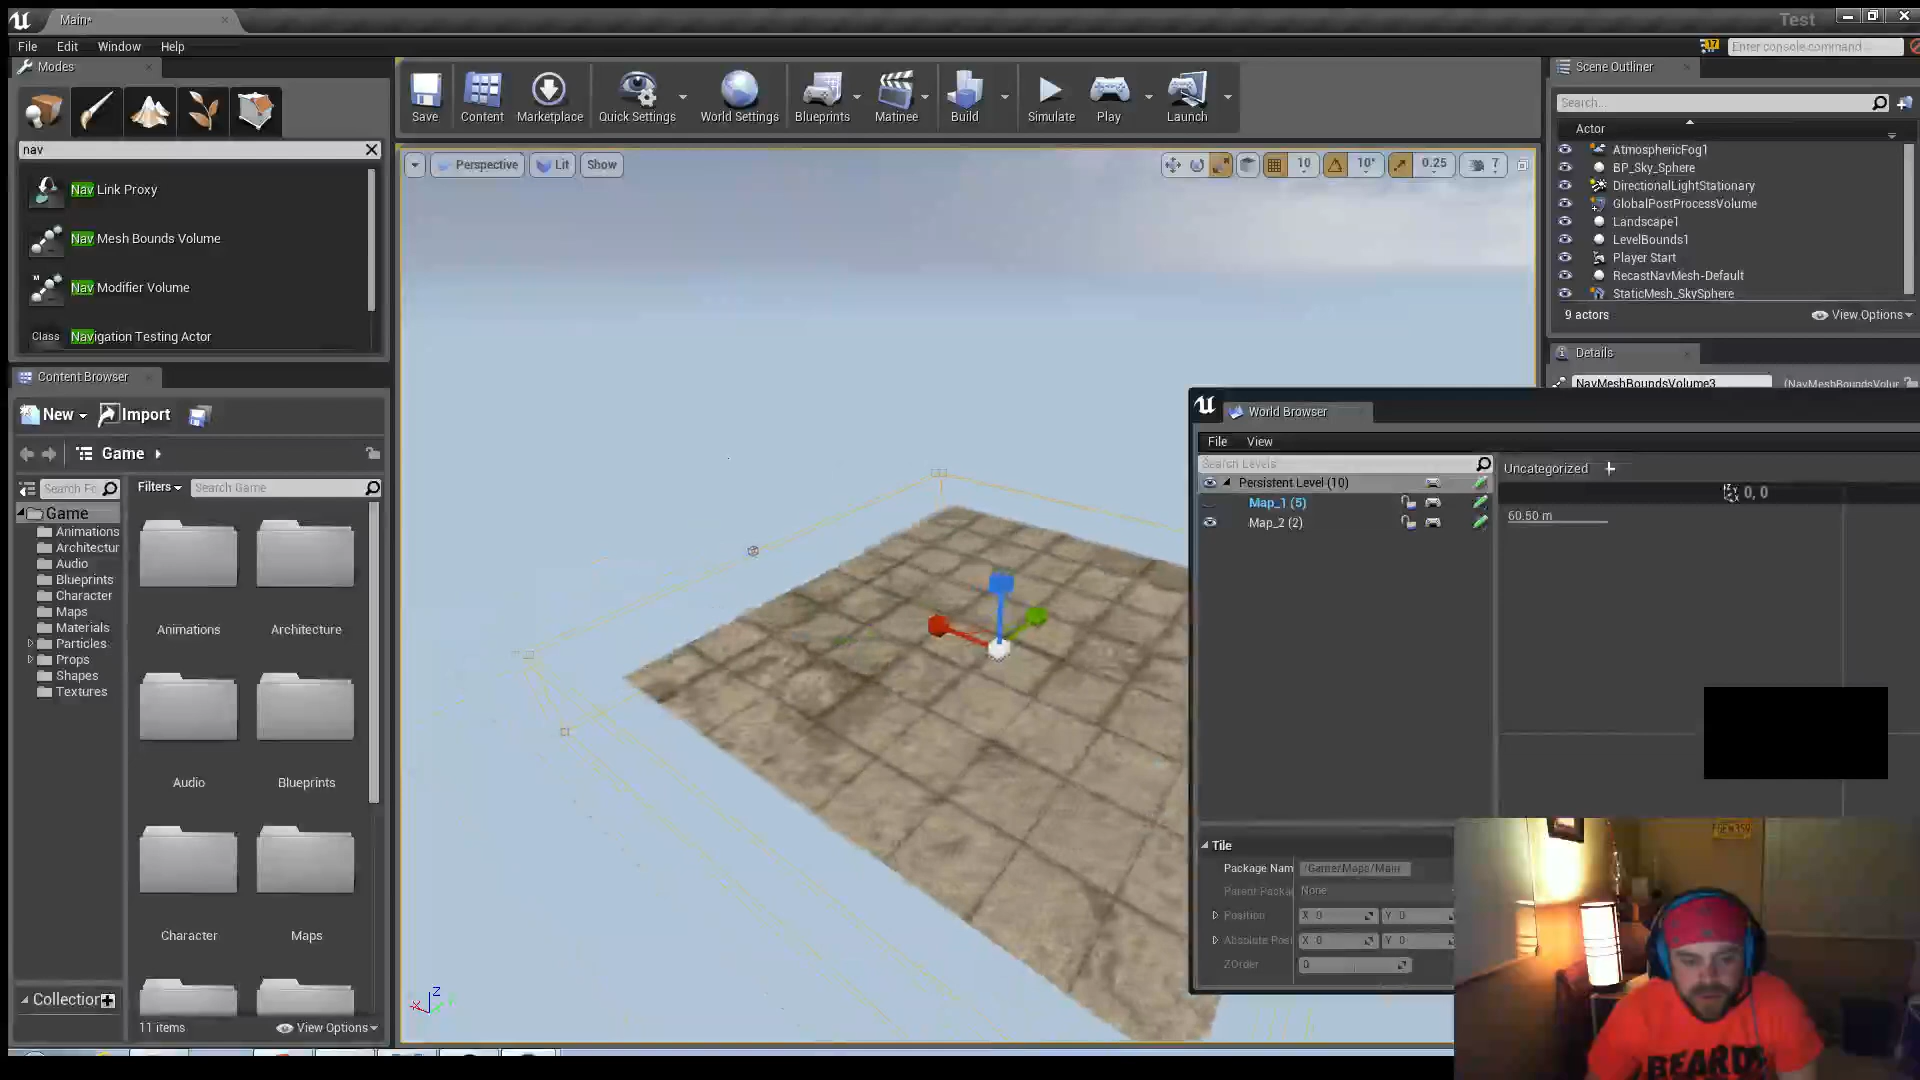 Main*
Test
File Edit Window Help
Enter console command
17
Modes
nav
Nav Link Proxy
Nav Mesh Bounds Volume
Nav Modifier Volume
Class Navigation Testing Actor
Save Content Marketplace Quick Settings World Settings Blueprints Matinee Build Simulate Play Launch
Perspective Lit Show
10 10° 0.25 7
Scene Outliner
Search...
Actor
AtmosphericFog1
BP_Sky_Sphere
DirectionalLightStationary
GlobalPostProcessVolume
Landscape1
LevelBounds1
Player Start
RecastNavMesh-Default
StaticMesh_SkySphere
9 actors View Options
Details
NavMeshBoundsVolume3 (NavMeshBoundsVolur
Content Browser
New Import
Game
Search Fo Filters Search Game
Game
Animations
Architectur
Audio
Blueprints
Character
Maps
Materials
Particles
Props
Shapes
Textures
Animations Architecture
Audio Blueprints
Character Maps
Collection
11 items View Options
World Browser
File View
Search Levels
Uncategorized
Persistent Level (10)
Map_1 (5)
Map_2 (2)
0, 0
60.50 m
Tile
Package Nam /Game/Maps/Main
Parent Packa None
Position X 0 Y 0
Absolute Posi X 0 Y 0
ZOrder 0
X Z
BEARDS